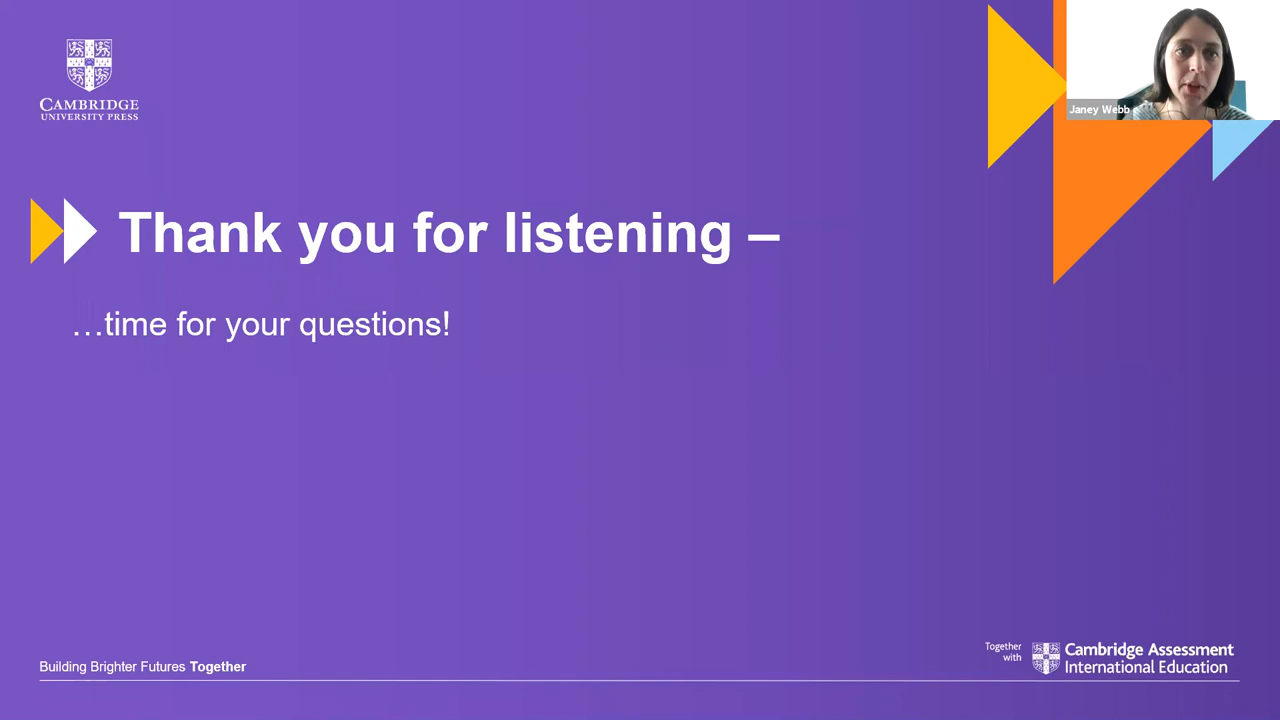 CAMBRIDGE
UNIVERSITY PRESS
Janey Webb
Thank you for listening –
…time for your questions!
Building Brighter Futures Together
Together
with
Cambridge Assessment
International Education